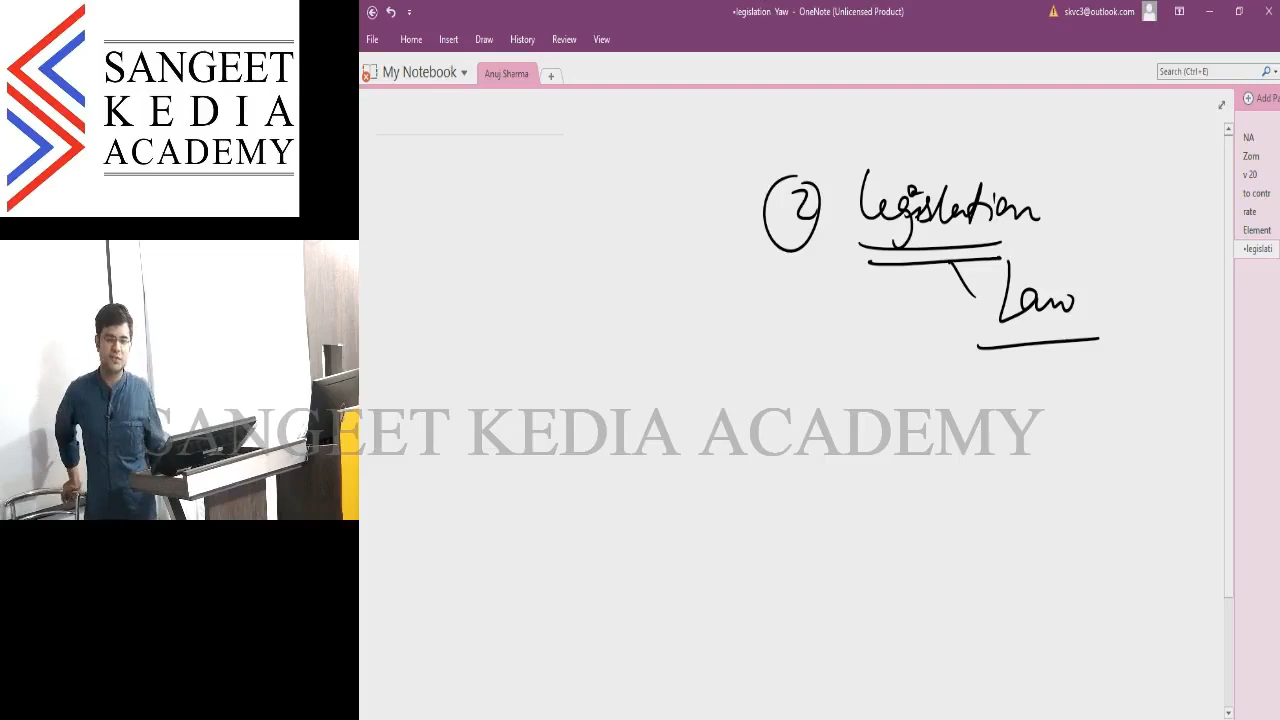 SANGEET
KEDIA
ACADEMY
•legislation Yaw - OneNote (Unlicensed Product)
skvc3@outlook.com
File Home Insert Draw History Review View
My Notebook
Anuj Sharma
Search (Ctrl+E)
Add Pa
NA
Zom
v 20
to contr
rate
Element
•legislati
2 legislation
Law
SANGEET KEDIA ACADEMY